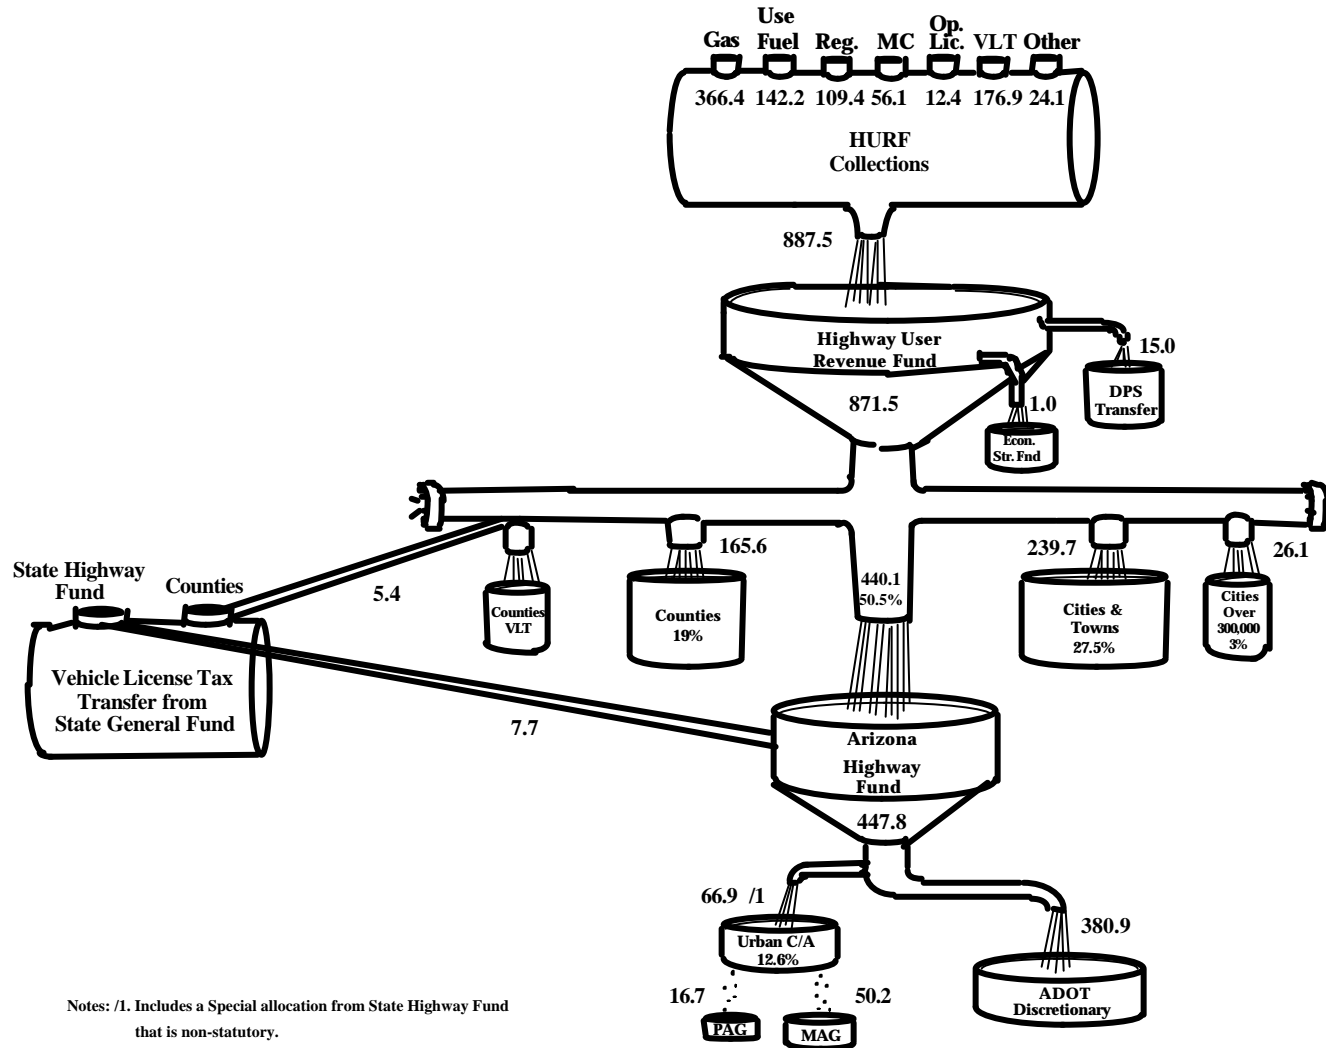 Gas Use Fuel Reg. MC Op. Lic. VLT Other
366.4 142.2 109.4 56.1 12.4 176.9 24.1
HURF
Collections
887.5
Highway User
Revenue Fund
15.0
DPS
Transfer
871.5
1.0
Econ.
Str. Fnd
165.6
239.7
26.1
State Highway
Fund
Counties
5.4
Counties
VLT
Counties
19%
440.1
50.5%
Cities &
Towns
27.5%
Cities
Over
300,000
3%
Vehicle License Tax
Transfer from
State General Fund
7.7
Arizona
Highway
Fund
447.8
66.9 /1
380.9
Urban C/A
12.6%
16.7
50.2
PAG
MAG
ADOT
Discretionary
Notes: /1. Includes a Special allocation from State Highway Fund
that is non-statutory.